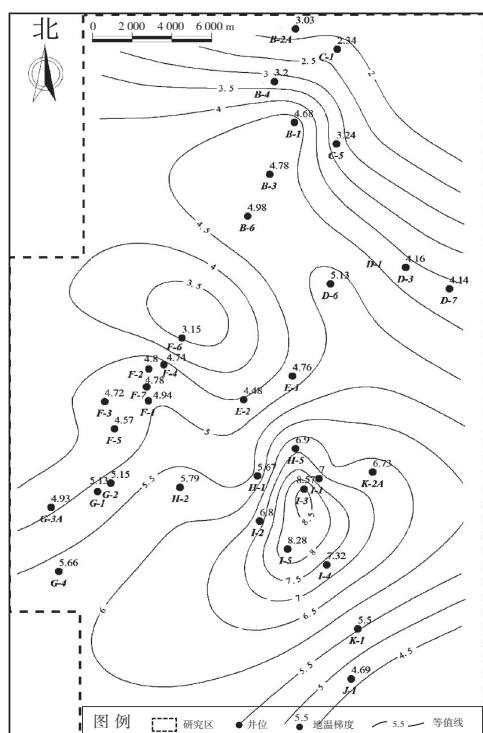 北
0 2 000 4 000 6 000 m
3.03
B-2A
2.34
C-1
2.5
2
3
3.2
B-4
3.5
4
4.68
B-1
3.24
C-5
4.78
B-3
4.98
B-6
4.5
D-1
4.16
D-3
4.14
D-7
5.13
D-6
4
3.5
3.15
F-6
4.8
F-2
4.74
F-4
4.78
F-7
4.76
E-1
4.72
F-3
4.94
F-1
4.48
E-2
4.57
F-5
5
6.9
H-5
5.15
G-2
5.13
G-1
5.5
5.79
H-2
5.67
H-1
7
I-1
6.73
K-2A
8.57
I-3
4.93
G-3A
6.8
I-2
8.5
8.28
I-5
8
7.32
I-4
7.5
5.66
G-4
7
6
6.5
5.5
K-1
5.5
4.69
J-1
5
4.5
图 例 研究区 井位 5.5 地温梯度 5.5 等值线